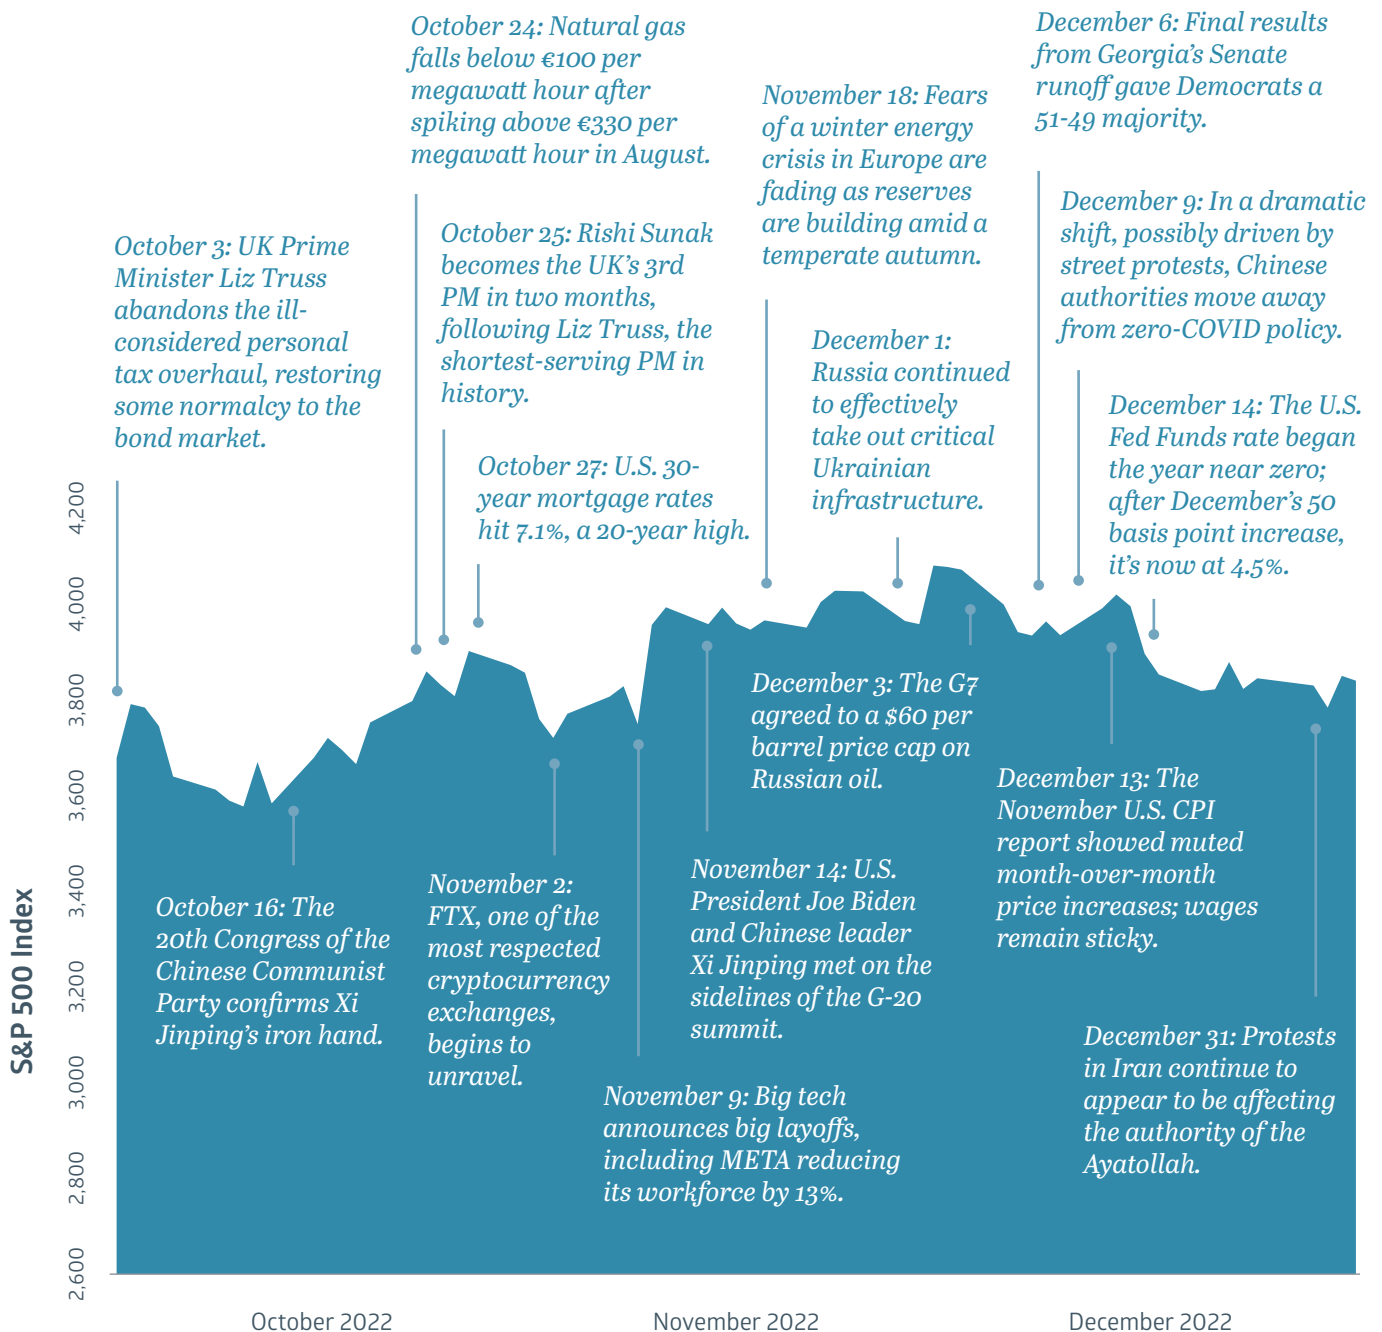 October 24: Natural gas
falls below €100 per
megawatt hour after
spiking above €330 per
megawatt hour in August.
December 6: Final results
from Georgia’s Senate
runoff gave Democrats a
51-49 majority.
November 18: Fears
of a winter energy
crisis in Europe are
fading as reserves
are building amid a
temperate autumn.
December 9: In a dramatic
shift, possibly driven by
street protests, Chinese
authorities move away
from zero-COVID policy.
October 3: UK Prime
Minister Liz Truss
abandons the ill-
considered personal
tax overhaul, restoring
some normalcy to the
bond market.
October 25: Rishi Sunak
becomes the UK’s 3rd
PM in two months,
following Liz Truss, the
shortest-serving PM in
history.
December 1:
Russia continued
to effectively
take out critical
Ukrainian
infrastructure.
December 14: The U.S.
Fed Funds rate began
the year near zero;
after December’s 50
basis point increase,
it’s now at 4.5%.
October 27: U.S. 30-
year mortgage rates
hit 7.1%, a 20-year high.
December 3: The G7
agreed to a $60 per
barrel price cap on
Russian oil.
December 13: The
November U.S. CPI
report showed muted
month-over-month
price increases; wages
remain sticky.
October 16: The
20th Congress of the
Chinese Communist
Party confirms Xi
Jinping’s iron hand.
November 2:
FTX, one of the
most respected
cryptocurrency
exchanges,
begins to
unravel.
November 14: U.S.
President Joe Biden
and Chinese leader
Xi Jinping met on the
sidelines of the G-20
summit.
December 31: Protests
in Iran continue to
appear to be affecting
the authority of the
Ayatollah.
November 9: Big tech
announces big layoffs,
including META reducing
its workforce by 13%.
S&P 500 Index
4,200
4,000
3,800
3,600
3,400
3,200
3,000
2,800
2,600
October 2022
November 2022
December 2022